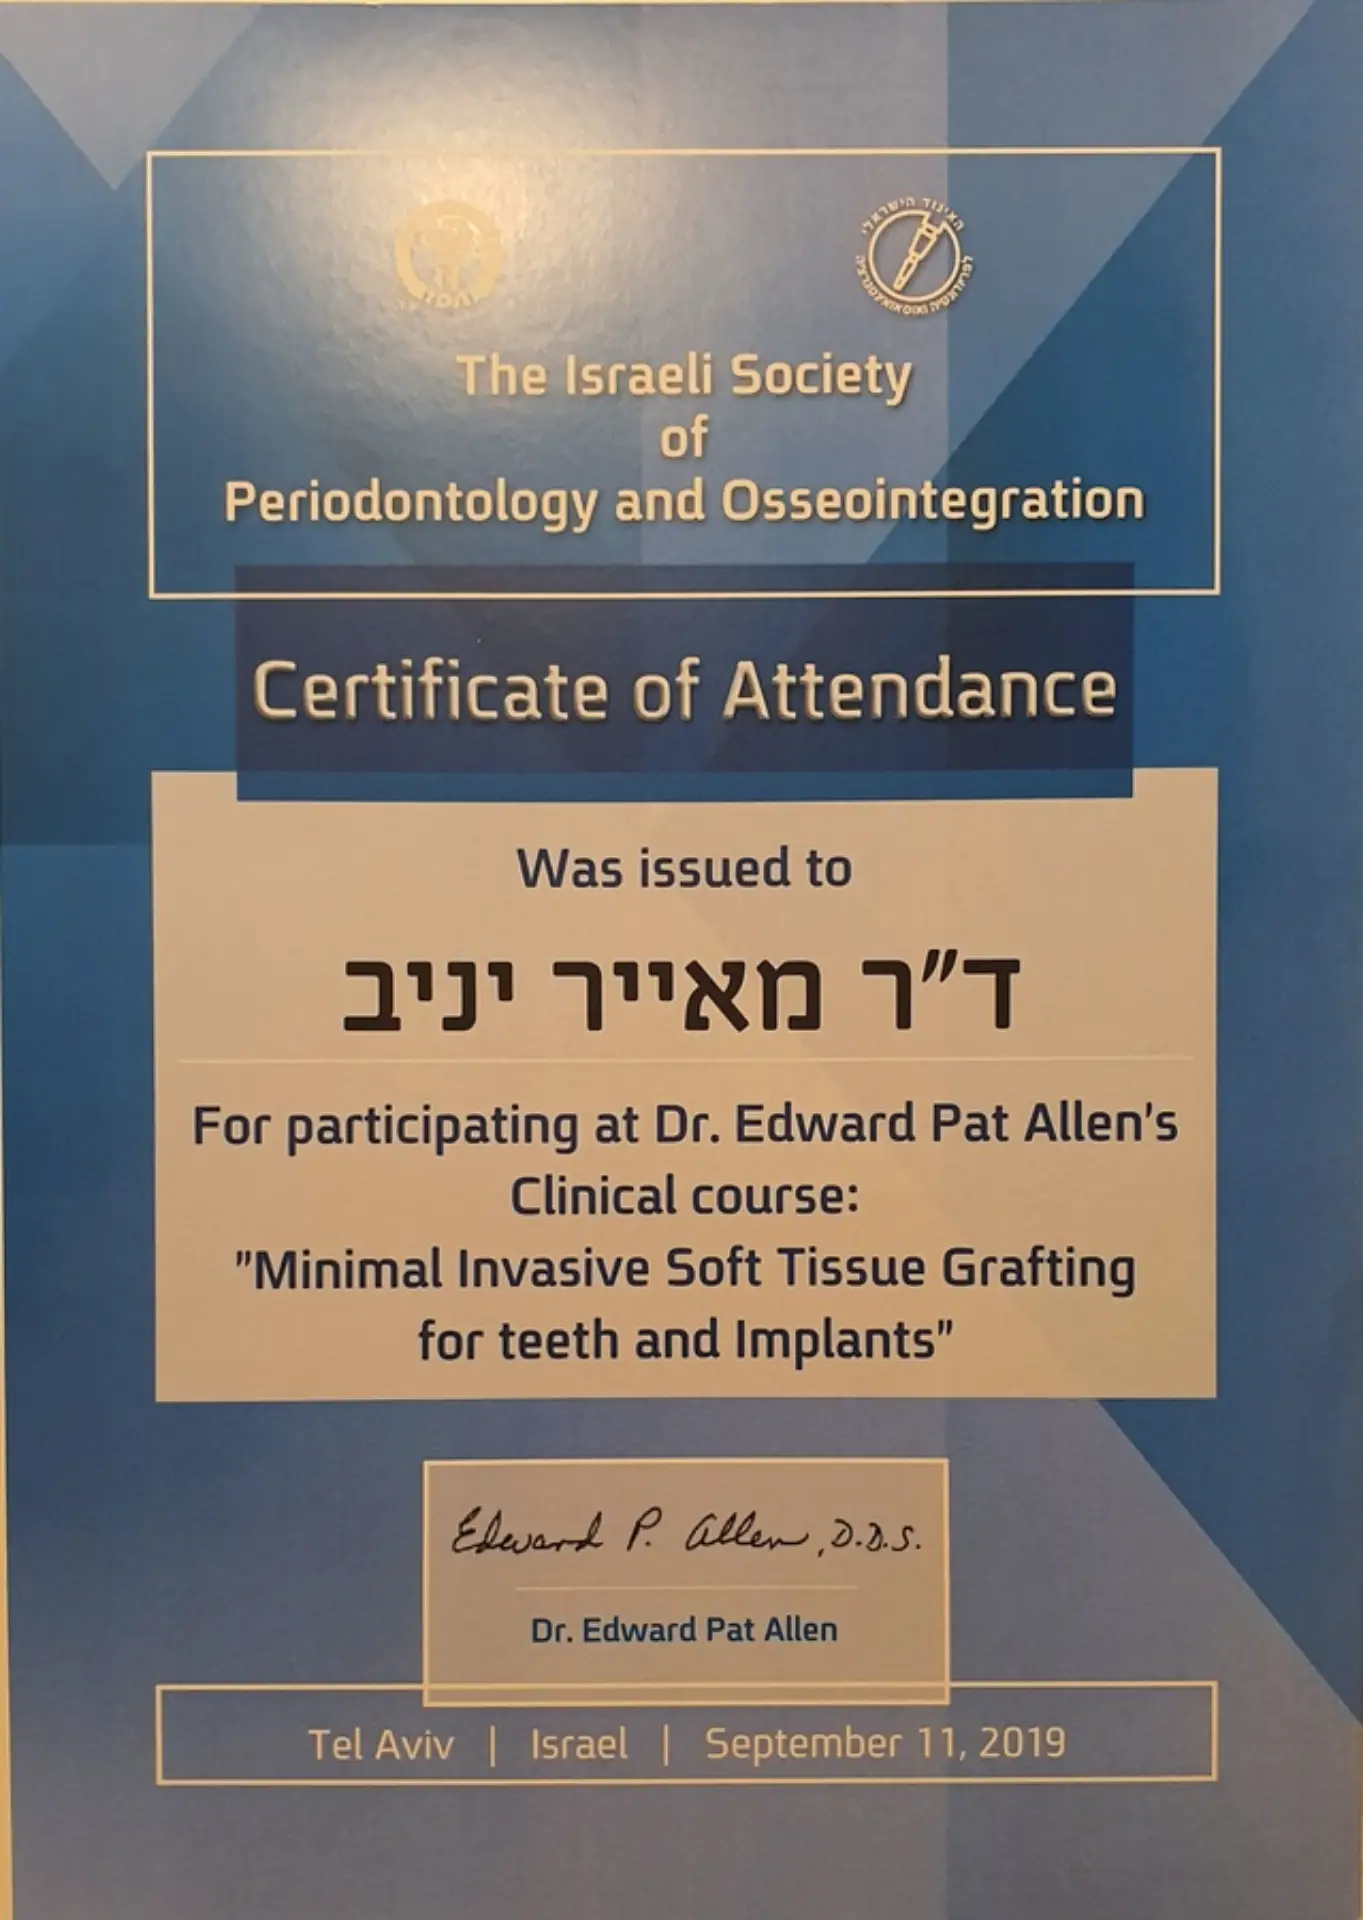 האיגוד הישראלי
The Israeli Society
of
Periodontology and Osseointegration
Certificate of Attendance
Was issued to
ד"ר מאייר יניב
For participating at Dr. Edward Pat Allen's
Clinical course:
"Minimal Invasive Soft Tissue Grafting
for teeth and Implants"
Edward P. Allen, D.D.S.
Dr. Edward Pat Allen
Tel Aviv | Israel | September 11, 2019